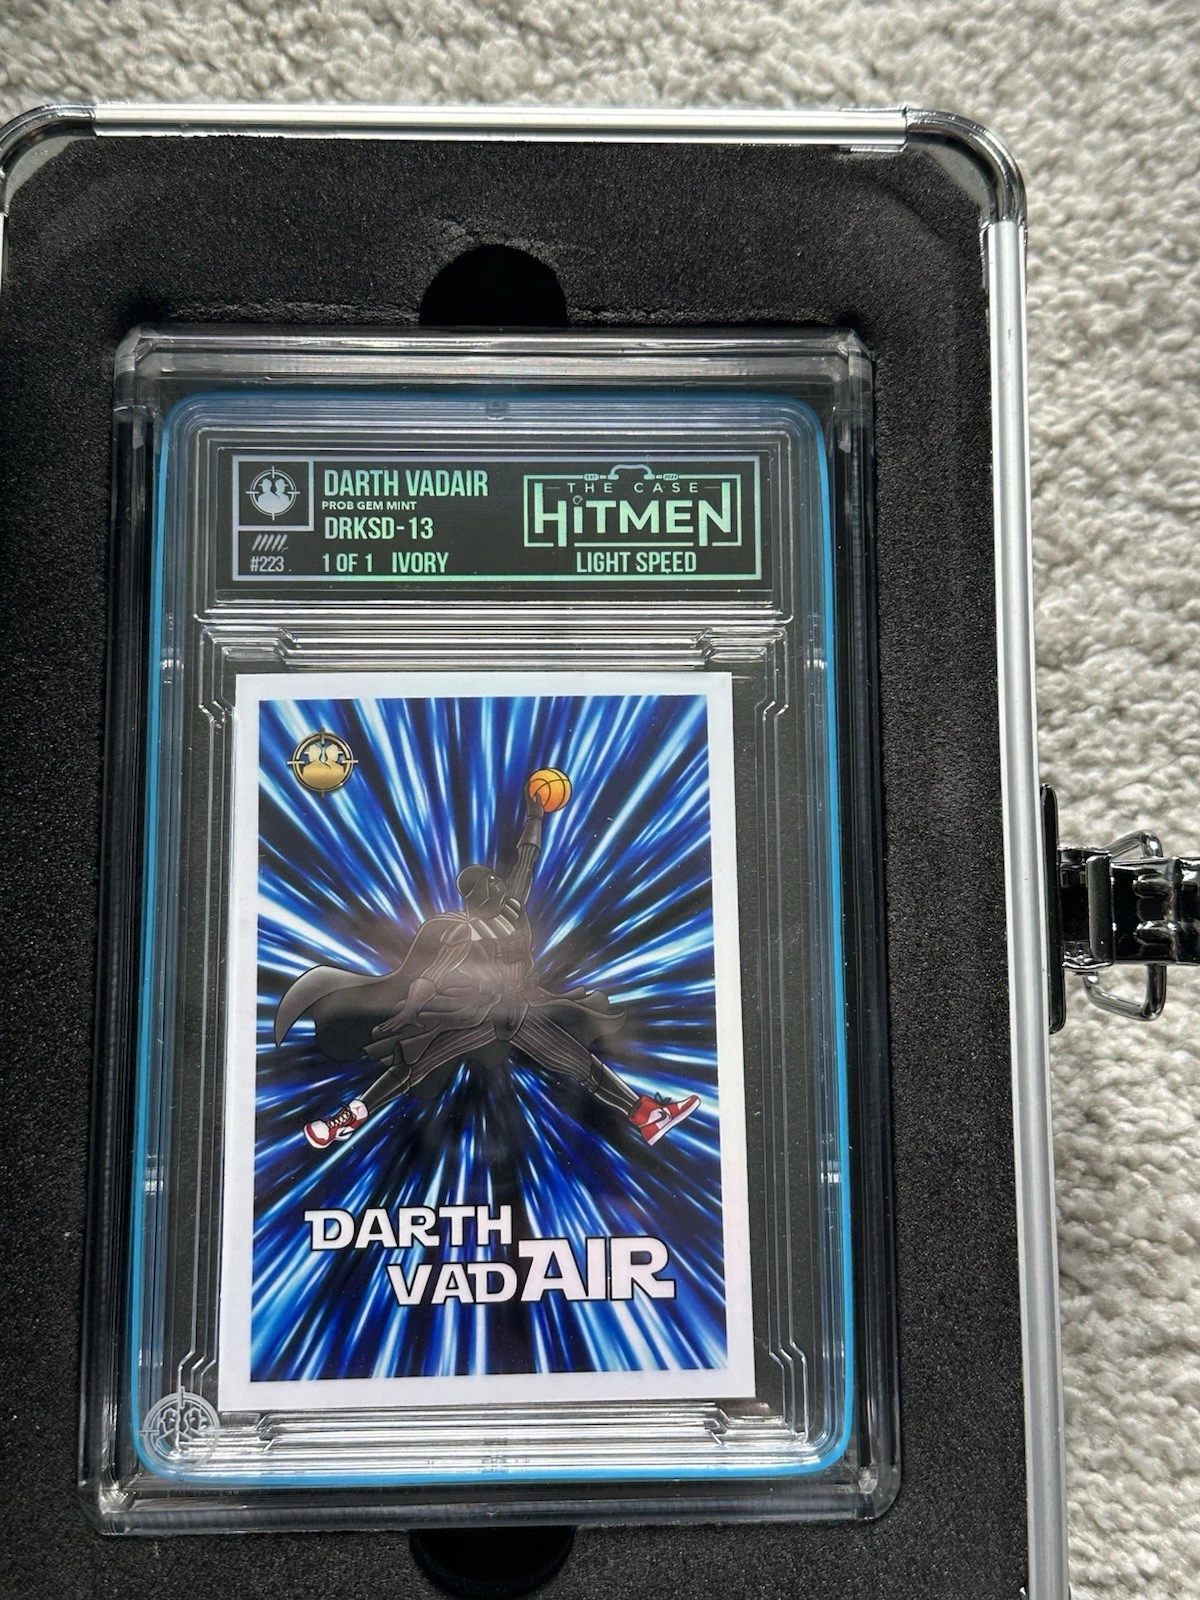 DARTH VADAIR
PROB GEM MINT
DRKSD-13
#223
1 OF 1 IVORY
THE CASE
HITMEN
LIGHT SPEED
DARTH
VADAIR